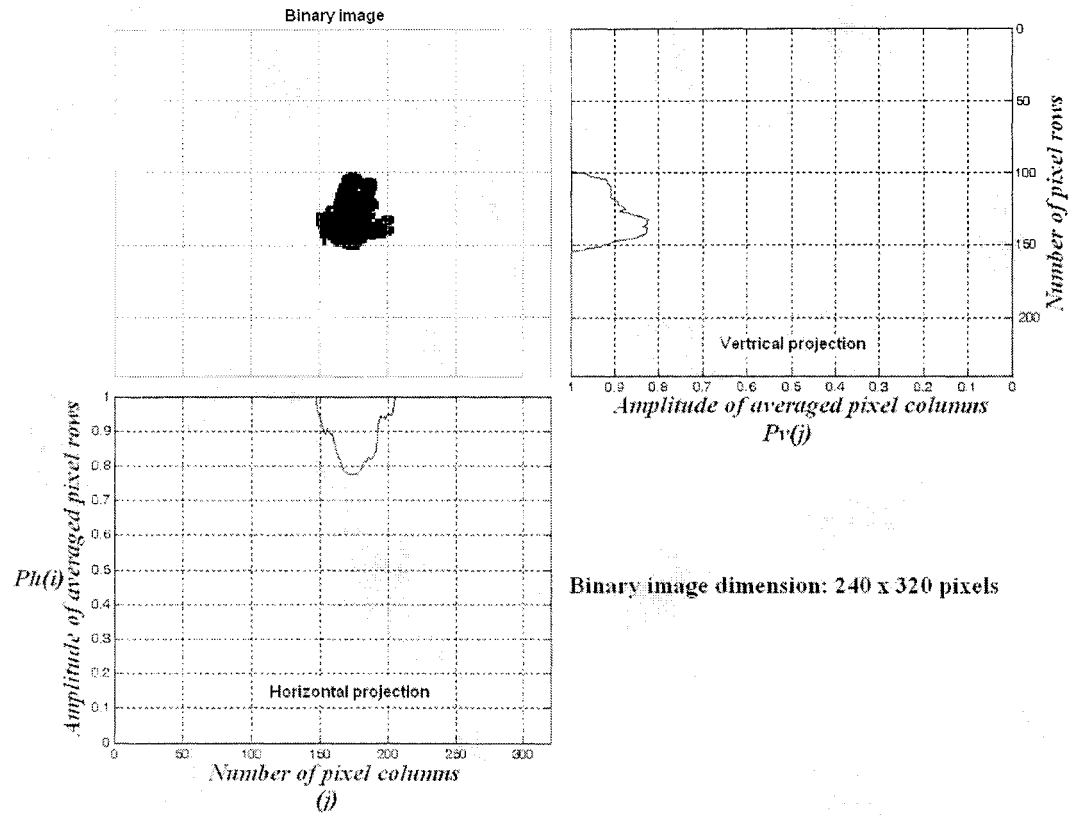 Binary image
0
50
100
150
200
Number of pixel rows
Vertrical projection
1 0.9 0.8 0.7 0.6 0.5 0.4 0.3 0.2 0.1 0
Amplitude of averaged pixel columns
Pv(j)
1
0.9
0.8
0.7
0.6
0.5
0.4
0.3
0.2
0.1
0
Amplitude of averaged pixel rows
Ph(i)
Horizontal projection
0 50 100 150 200 250 300
Number of pixel columns
(j)
Binary image dimension: 240 x 320 pixels